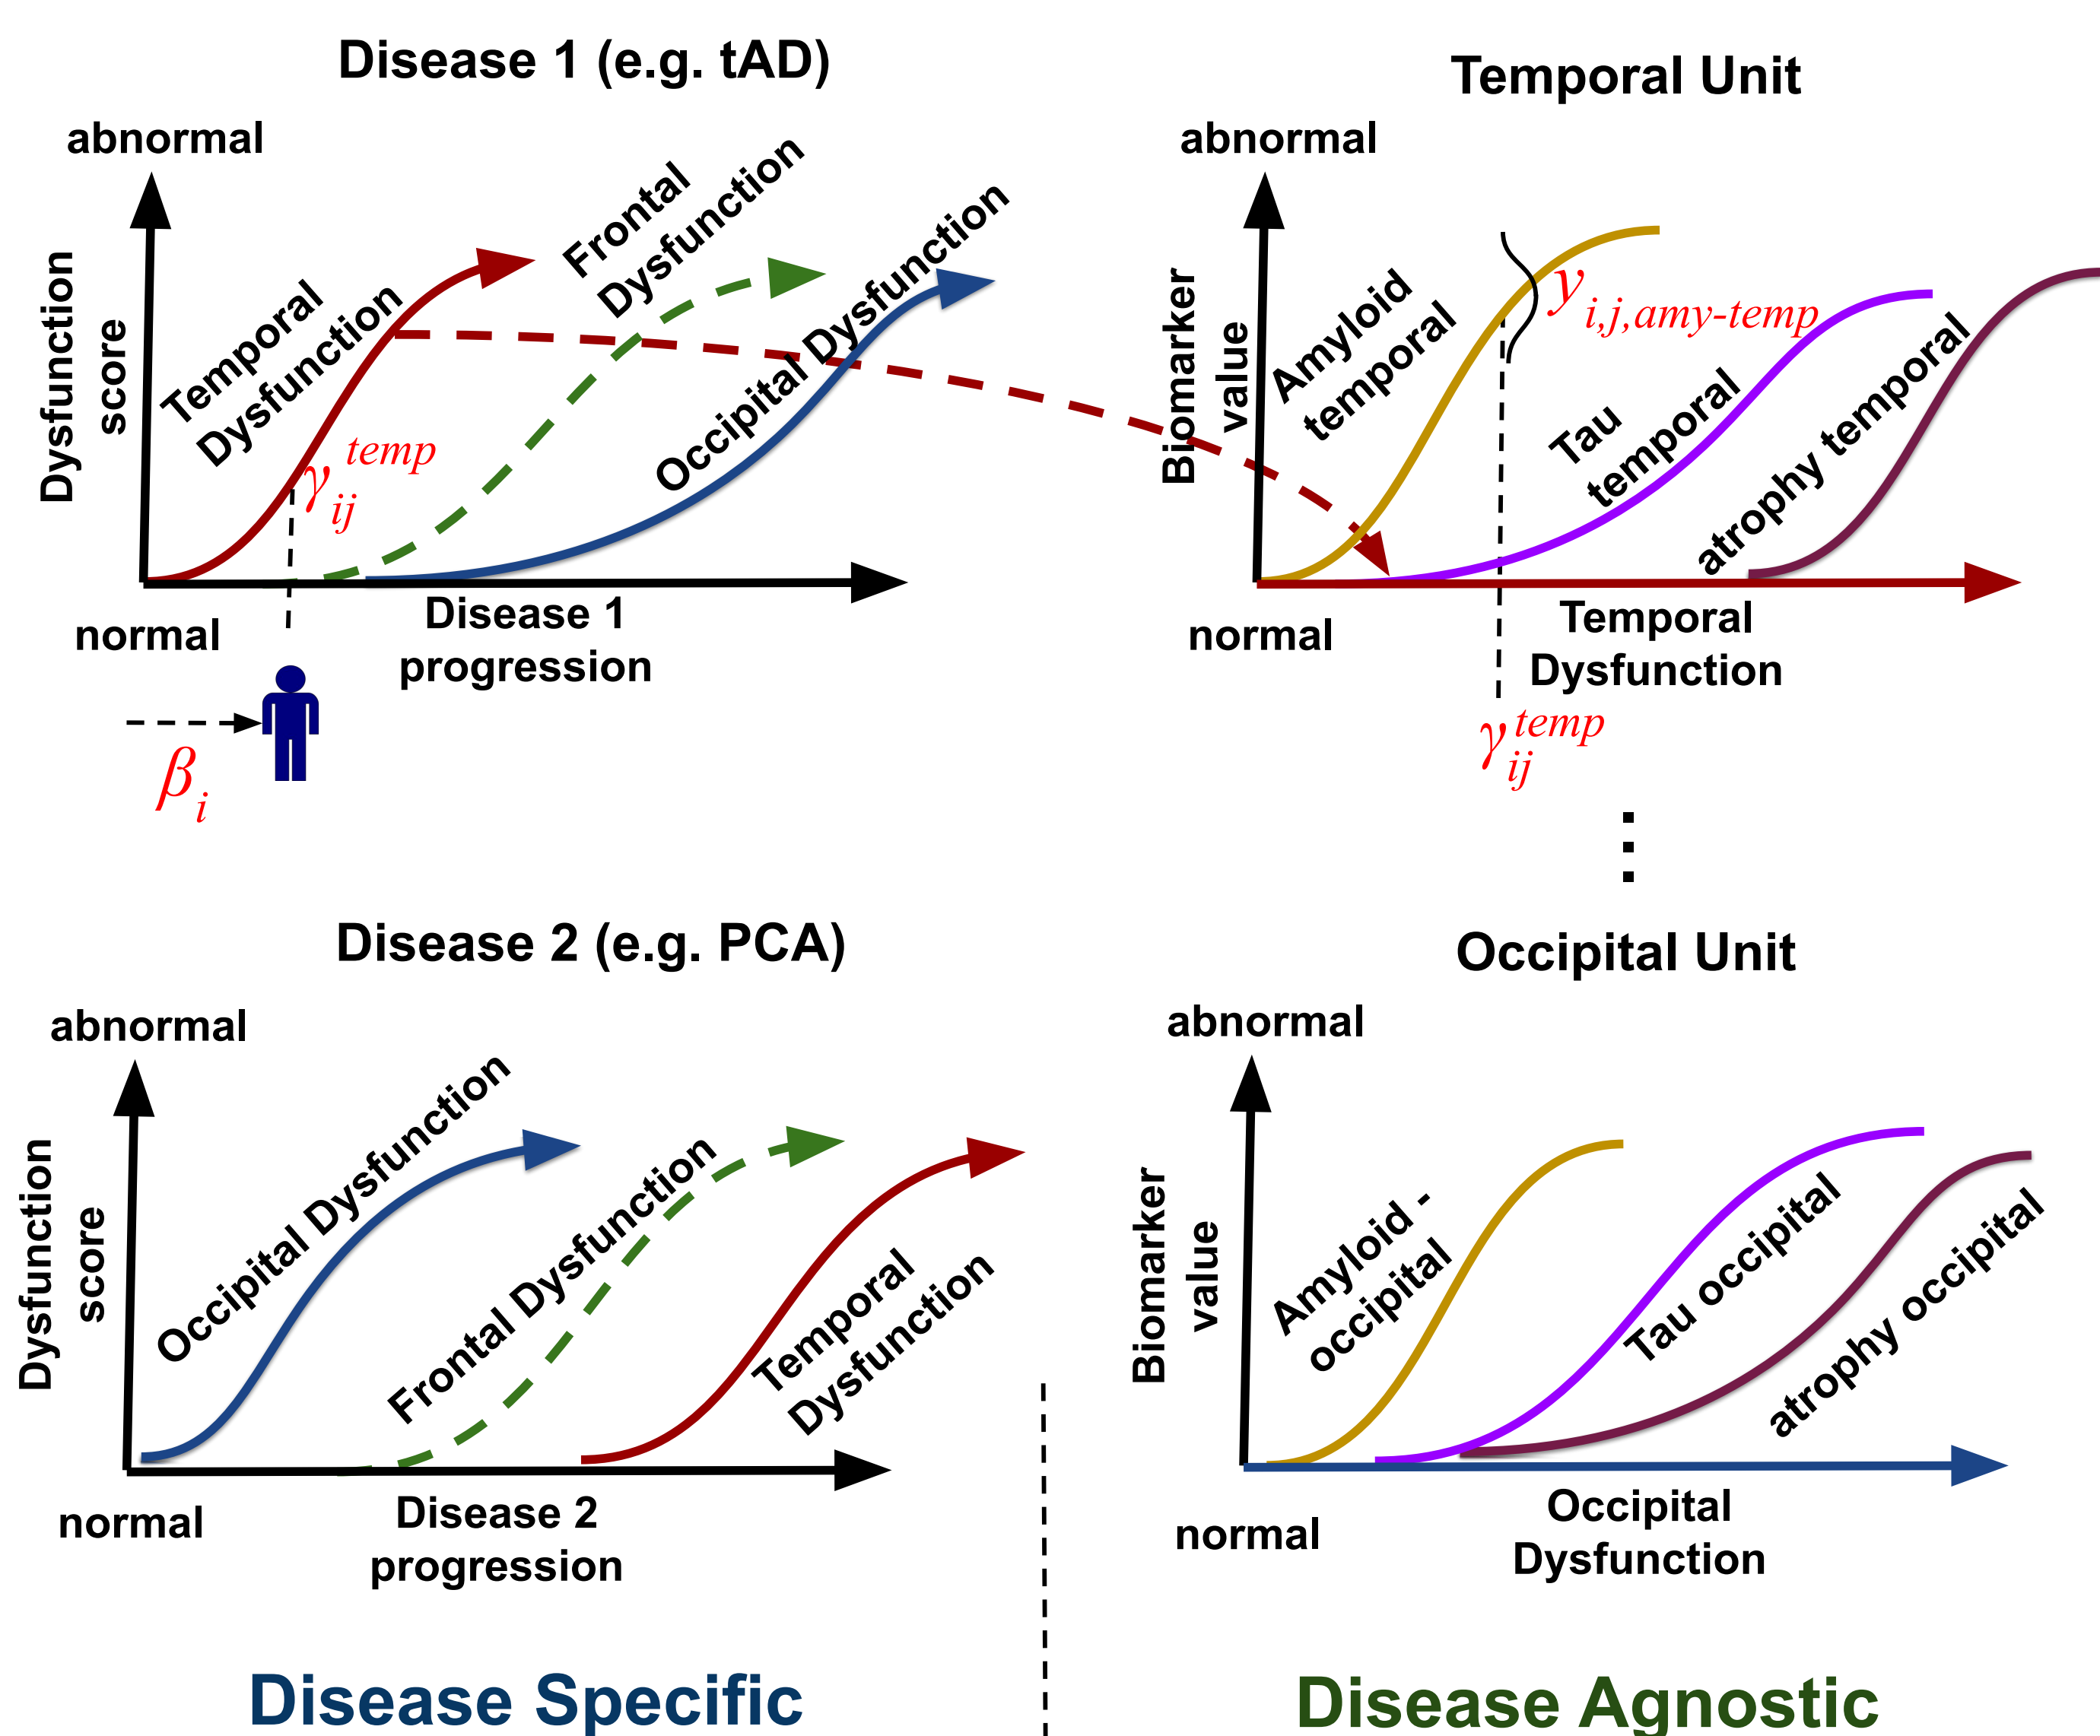 Disease 1 (e.g. tAD)
abnormal
Dysfunction
score
Temporal
Dysfunction
Frontal
Dysfunction
Occipital Dysfunction
γ ij temp
normal
Disease 1
progression
β i
Temporal Unit
abnormal
Biomarker
value
Amyloid
temporal
y i,j,amy-temp
Tau
temporal
atrophy temporal
normal
Temporal
Dysfunction
γ ij temp
⋮
Disease 2 (e.g. PCA)
abnormal
Dysfunction
score
Occipital Dysfunction
Frontal Dysfunction
Temporal
Dysfunction
normal
Disease 2
progression
Occipital Unit
abnormal
Biomarker
value
Amyloid -
occipital
Tau occipital
atrophy occipital
normal
Occipital
Dysfunction
Disease Specific
Disease Agnostic